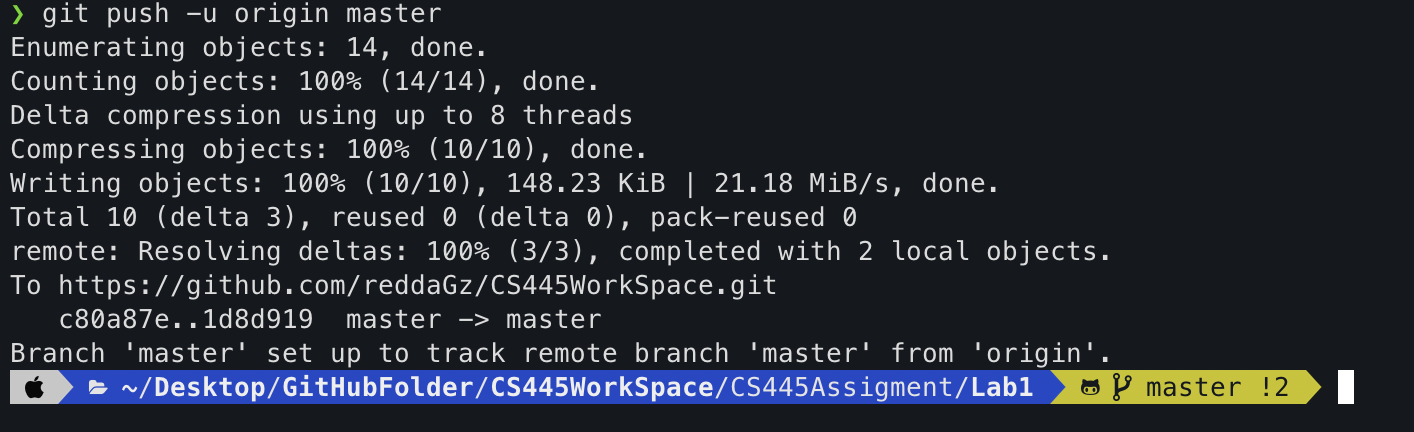 ❯ git push -u origin master
Enumerating objects: 14, done.
Counting objects: 100% (14/14), done.
Delta compression using up to 8 threads
Compressing objects: 100% (10/10), done.
Writing objects: 100% (10/10), 148.23 KiB | 21.18 MiB/s, done.
Total 10 (delta 3), reused 0 (delta 0), pack-reused 0
remote: Resolving deltas: 100% (3/3), completed with 2 local objects.
To https://github.com/reddaGz/CS445WorkSpace.git
   c80a87e..1d8d919  master -> master
Branch 'master' set up to track remote branch 'master' from 'origin'.
~/Desktop/GitHubFolder/CS445WorkSpace/CS445Assigment/Lab1 master !2